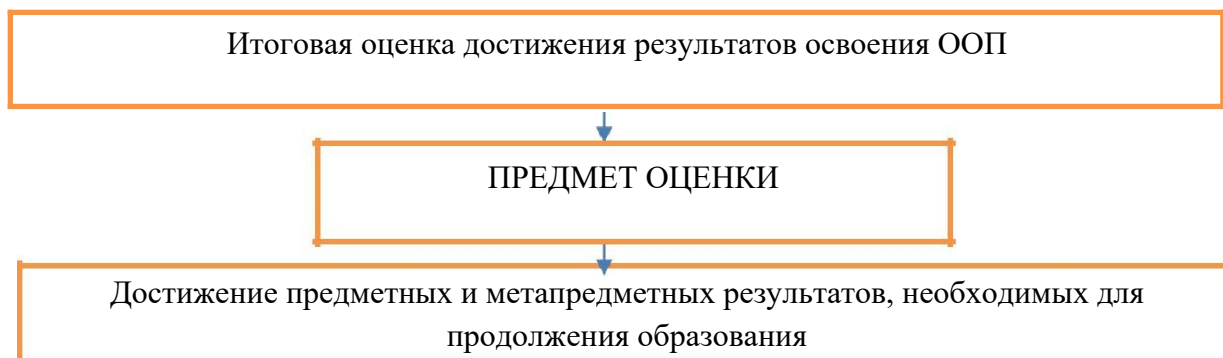 Итоговая оценка достижения результатов освоения ООП
ПРЕДМЕТ ОЦЕНКИ
Достижение предметных и метапредметных результатов, необходимых для
продолжения образования